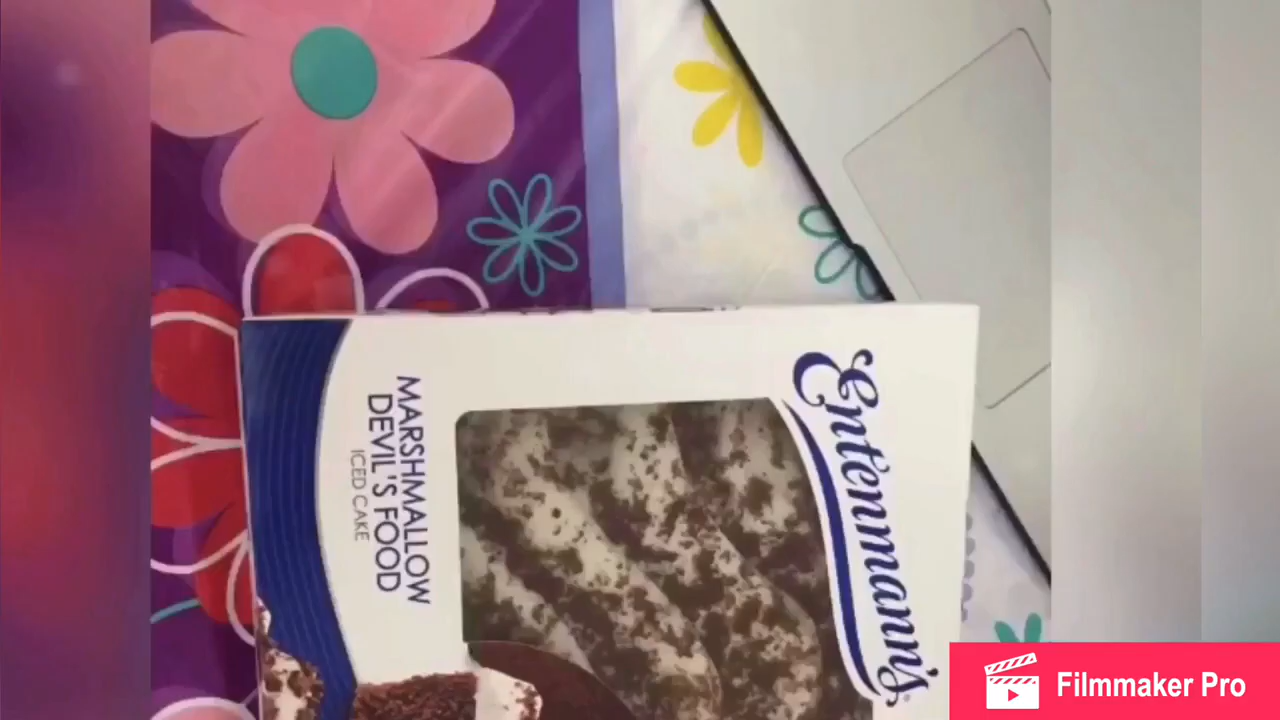 Entenmann's®
MARSHMALLOW
DEVIL'S FOOD
ICED CAKE
Filmmaker Pro